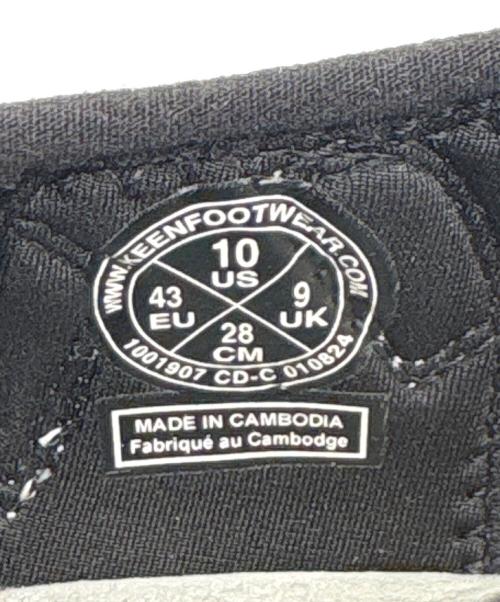 WWW.KEENFOOTWEAR.COM
10
US
43
EU
9
UK
28
CM
1001907 CD-C 010824
MADE IN CAMBODIA
Fabriqué au Cambodge